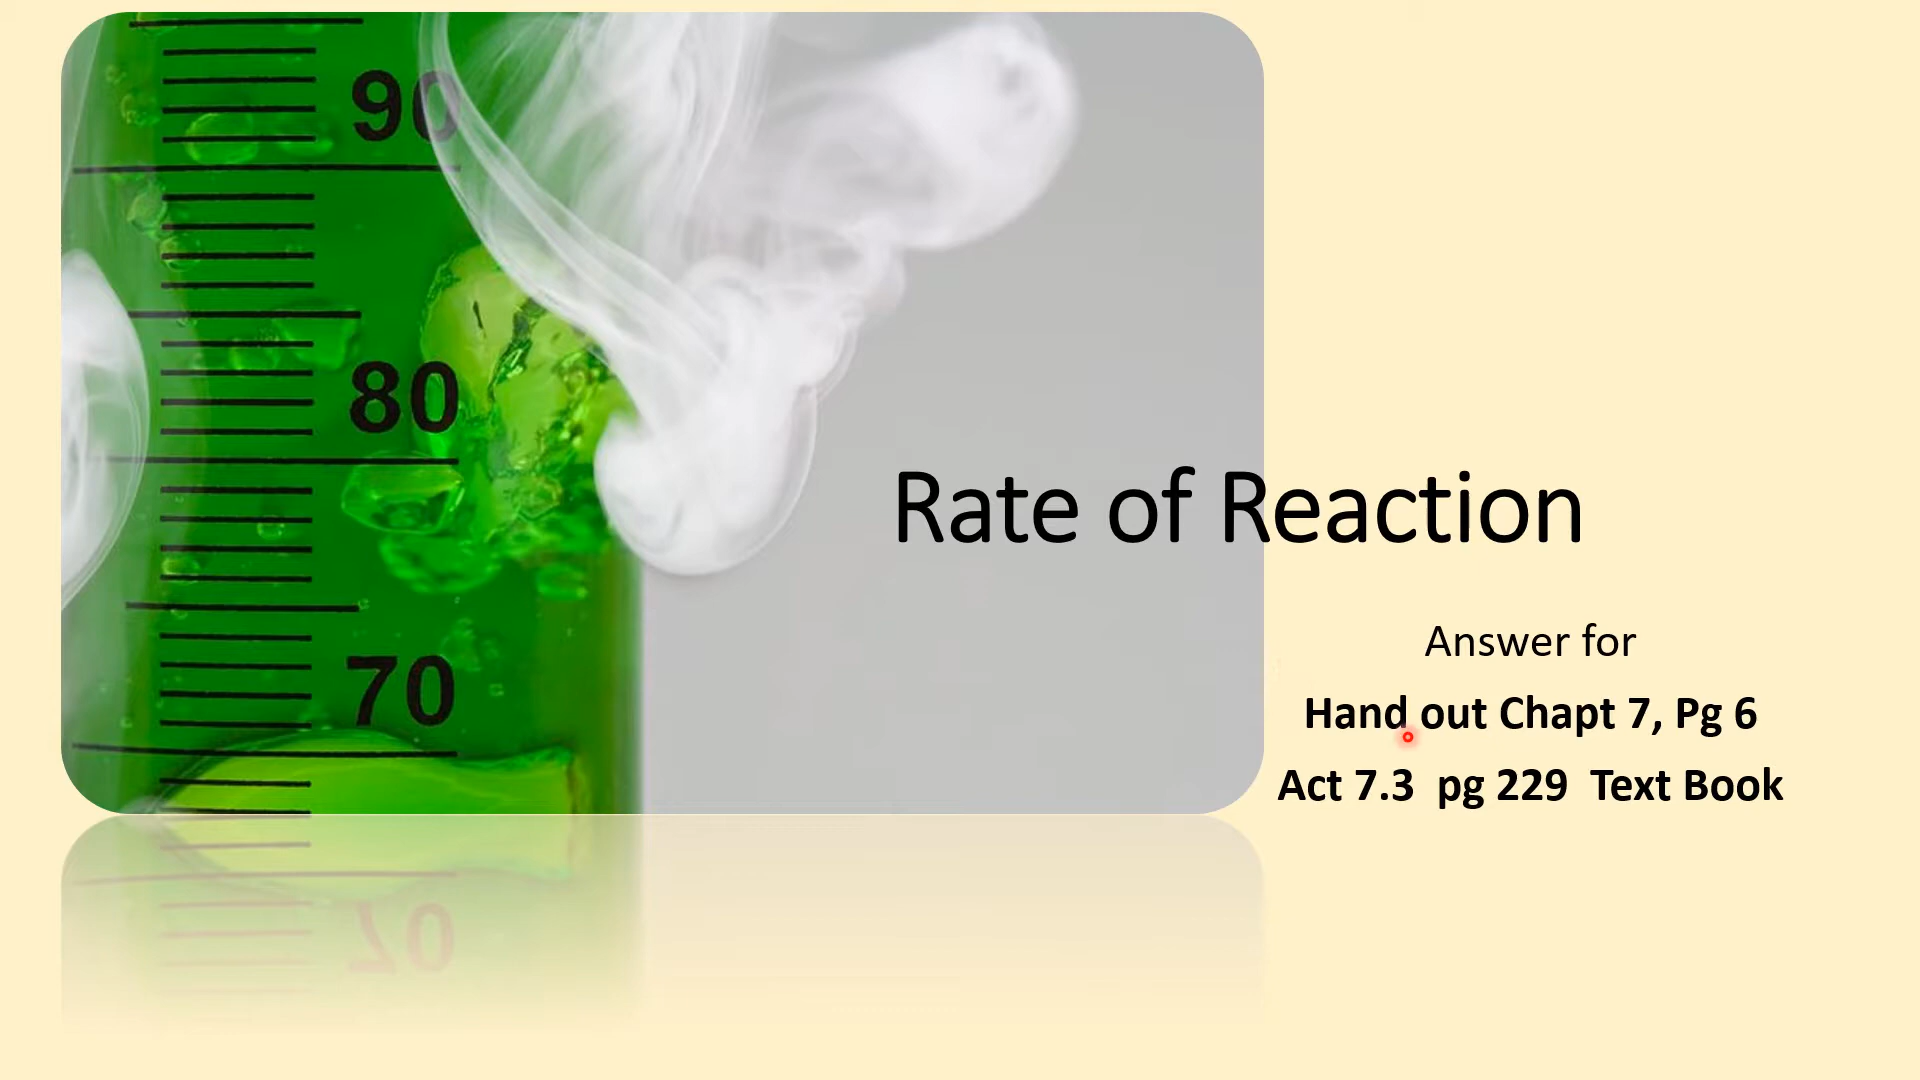 90
80
70
Rate of Reaction
Answer for
Hand out Chapt 7, Pg 6
Act 7.3 pg 229 Text Book